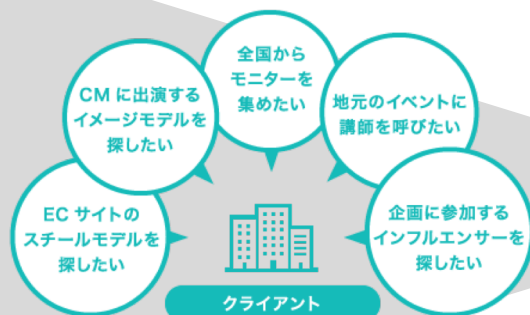 ECサイトの
スチールモデルを
探したい
CMに出演する
イメージモデルを
探したい
全国から
モニターを
集めたい
地元のイベントに
講師を呼びたい
企画に参加する
インフルエンサーを
探したい
クライアント